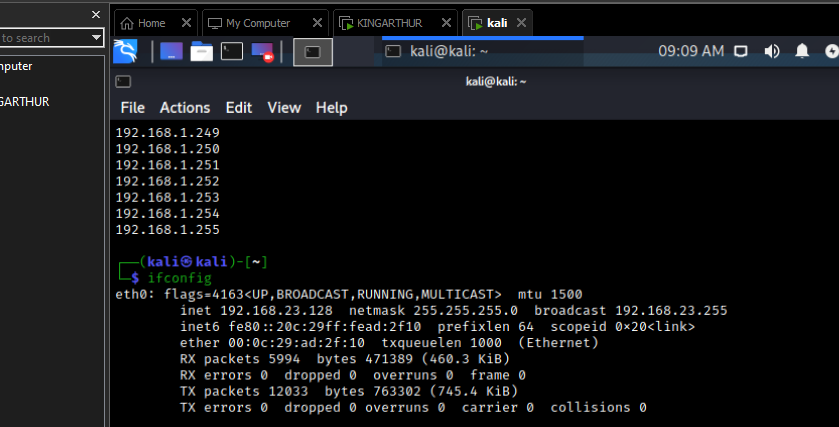 Home
My Computer
KINGARTHUR
kali
to search
kali@kali: ~
09:09 AM
mputer
GARTHUR
kali@kali: ~
File Actions Edit View Help
192.168.1.249
192.168.1.250
192.168.1.251
192.168.1.252
192.168.1.253
192.168.1.254
192.168.1.255
(kali㉿kali)-[~]
$ ifconfig
eth0: flags=4163<UP,BROADCAST,RUNNING,MULTICAST>  mtu 1500
inet 192.168.23.128  netmask 255.255.255.0  broadcast 192.168.23.255
inet6 fe80::20c:29ff:fead:2f10  prefixlen 64  scopeid 0×20<link>
ether 00:0c:29:ad:2f:10  txqueuelen 1000  (Ethernet)
RX packets 5994  bytes 471389 (460.3 KiB)
RX errors 0  dropped 0  overruns 0  frame 0
TX packets 12033  bytes 763302 (745.4 KiB)
TX errors 0  dropped 0 overruns 0  carrier 0  collisions 0